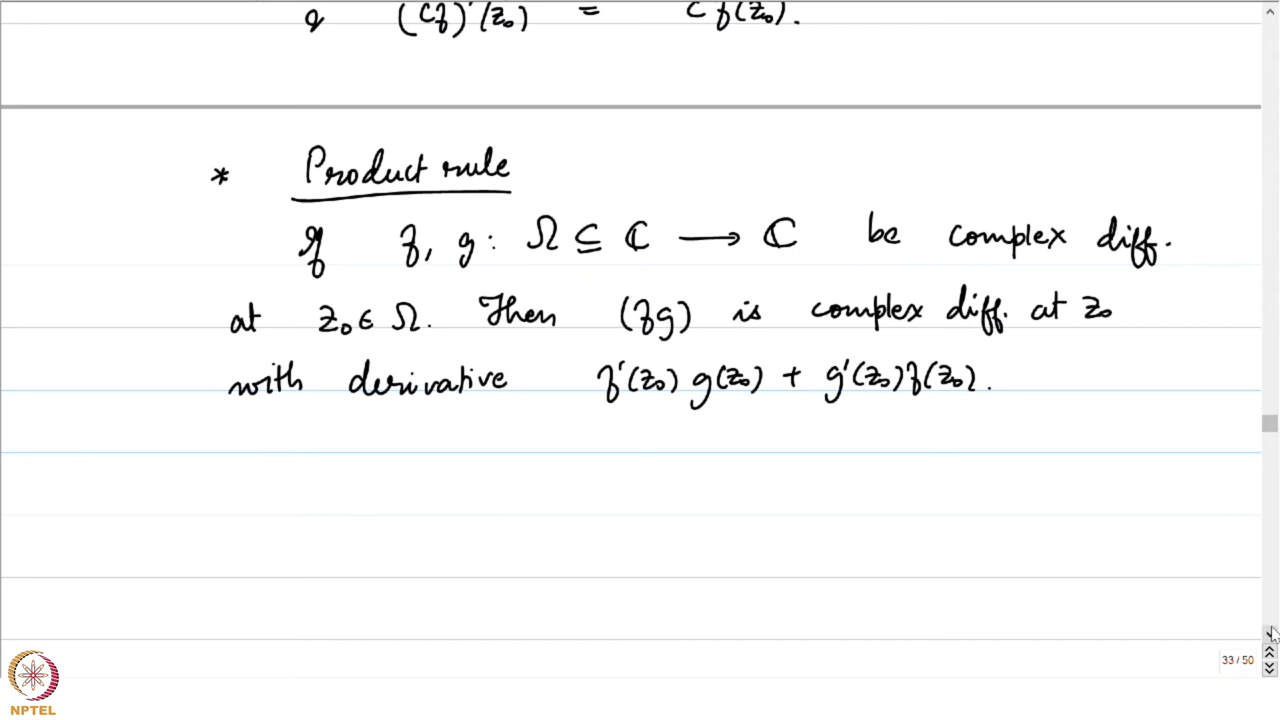 & (cf)'(z₀) = c f(z₀).
* Product rule
If f, g : Ω ⊆ ℂ ⟶ ℂ be complex diff.
at z₀ ∈ Ω. Then (fg) is complex diff. at z₀
with derivative f'(z₀) g(z₀) + g'(z₀) f(z₀).
33 / 50
NPTEL